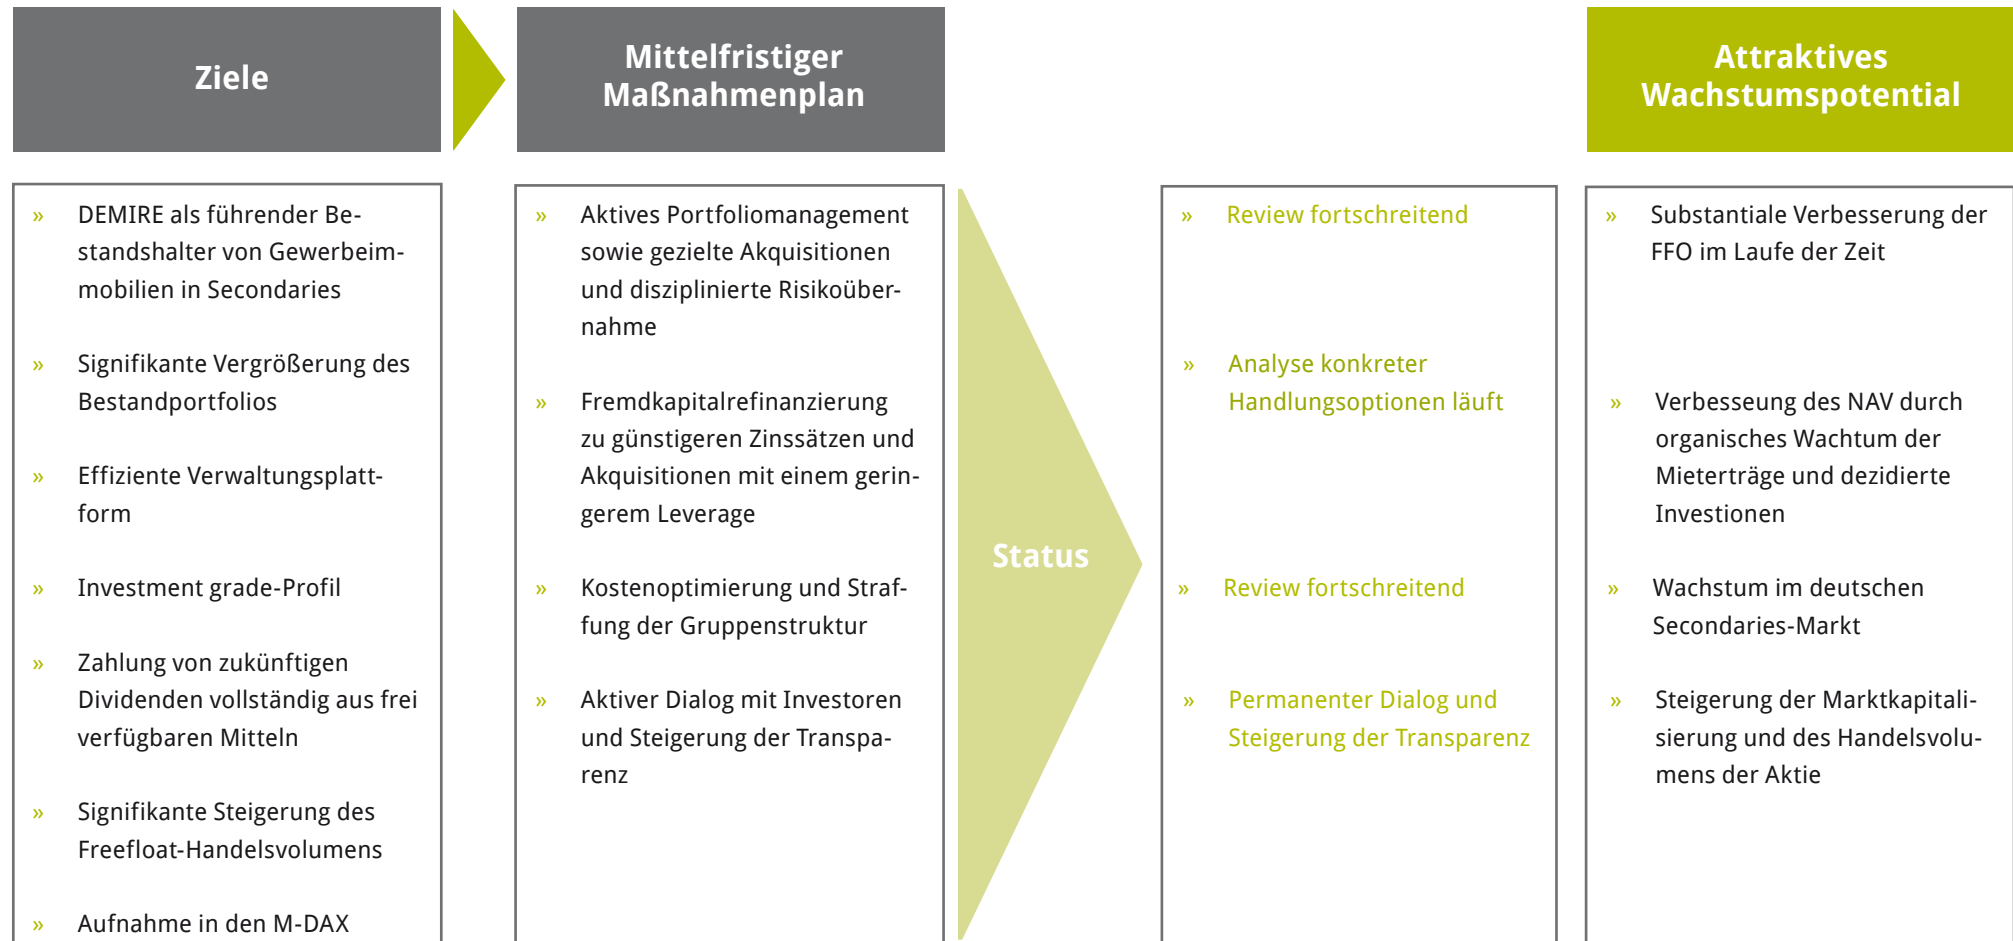 Ziele
Mittelfristiger
Maßnahmenplan
Attraktives
Wachstumspotential
» DEMIRE als führender Be-
standshalter von Gewerbeim-
mobilien in Secondaries
» Signifikante Vergrößerung des
Bestandportfolios
» Effiziente Verwaltungsplatt-
form
» Investment grade-Profil
» Zahlung von zukünftigen
Dividenden vollständig aus frei
verfügbaren Mitteln
» Signifikante Steigerung des
Freefloat-Handelsvolumens
» Aufnahme in den M-DAX
» Aktives Portfoliomanagement
sowie gezielte Akquisitionen
und disziplinierte Risikoüber-
nahme
» Fremdkapitalrefinanzierung
zu günstigeren Zinssätzen und
Akquisitionen mit einem gerin-
gerem Leverage
» Kostenoptimierung und Straf-
fung der Gruppenstruktur
» Aktiver Dialog mit Investoren
und Steigerung der Transpa-
renz
Status
» Review fortschreitend
» Analyse konkreter
Handlungsoptionen läuft
» Review fortschreitend
» Permanenter Dialog und
Steigerung der Transparenz
» Substantiale Verbesserung der
FFO im Laufe der Zeit
» Verbesseung des NAV durch
organisches Wachtum der
Mieterträge und dezidierte
Investionen
» Wachstum im deutschen
Secondaries-Markt
» Steigerung der Marktkapitali-
sierung und des Handelsvolu-
mens der Aktie